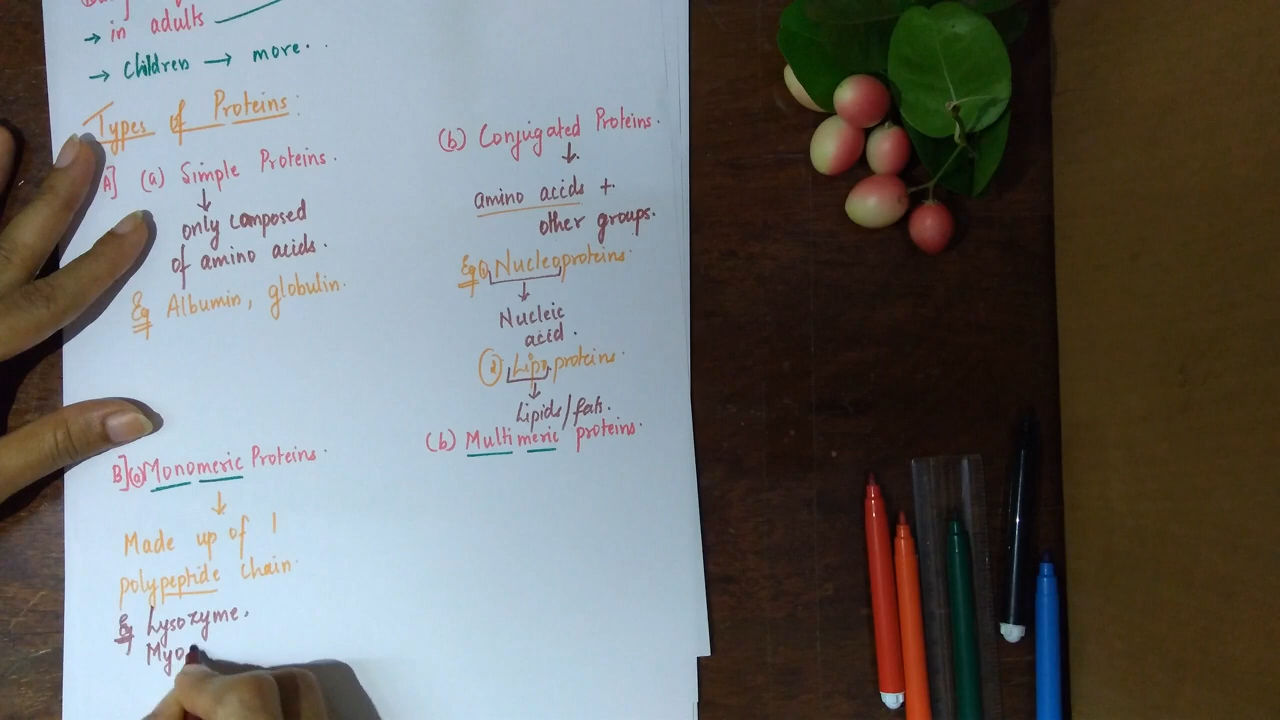 → in adults
→ Children → more..
Types of Proteins:
A] (a) Simple Proteins.
↓
only composed
of amino acids.
Eg Albumin, globulin.
(b) Conjugated Proteins.
↓
amino acids +
other groups.
Eg ① Nucleoproteins.
↓
Nucleic
acid.
② Lipoproteins.
↓
Lipids/fats.
B] (a) Monomeric Proteins.
↓
Made up of 1
polypeptide chain.
Eg Lysozyme.
Myo
(b) Multimeric proteins.